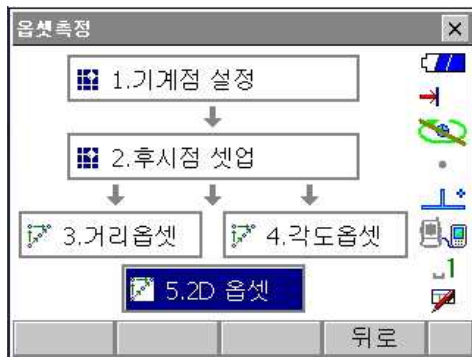 옵셋측정
1.기계점 설정
2.후시점 셋업
3.거리옵셋 4.각도옵셋
5.2D 옵셋
1
뒤로